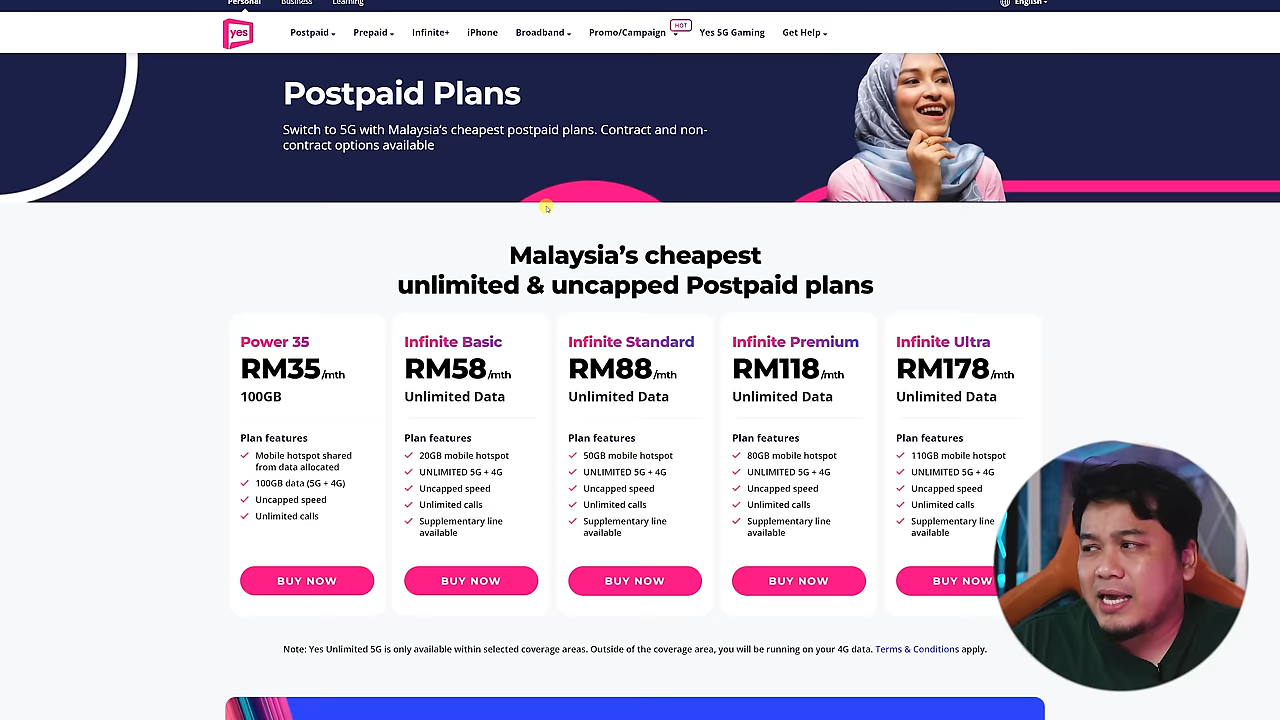 Personal Business Learning English
yes Postpaid Prepaid Infinite+ iPhone Broadband Promo/Campaign HOT Yes 5G Gaming Get Help
Postpaid Plans
Switch to 5G with Malaysia's cheapest postpaid plans. Contract and non-
contract options available
Malaysia's cheapest
unlimited & uncapped Postpaid plans
Power 35
RM35/mth
100GB
Plan features
Mobile hotspot shared
from data allocated
100GB data (5G + 4G)
Uncapped speed
Unlimited calls
BUY NOW
Infinite Basic
RM58/mth
Unlimited Data
Plan features
20GB mobile hotspot
UNLIMITED 5G + 4G
Uncapped speed
Unlimited calls
Supplementary line
available
BUY NOW
Infinite Standard
RM88/mth
Unlimited Data
Plan features
50GB mobile hotspot
UNLIMITED 5G + 4G
Uncapped speed
Unlimited calls
Supplementary line
available
BUY NOW
Infinite Premium
RM118/mth
Unlimited Data
Plan features
80GB mobile hotspot
UNLIMITED 5G + 4G
Uncapped speed
Unlimited calls
Supplementary line
available
BUY NOW
Infinite Ultra
RM178/mth
Unlimited Data
Plan features
110GB mobile hotspot
UNLIMITED 5G + 4G
Uncapped speed
Unlimited calls
Supplementary line
available
BUY NOW
Note: Yes Unlimited 5G is only available within selected coverage areas. Outside of the coverage area, you will be running on your 4G data. Terms & Conditions apply.